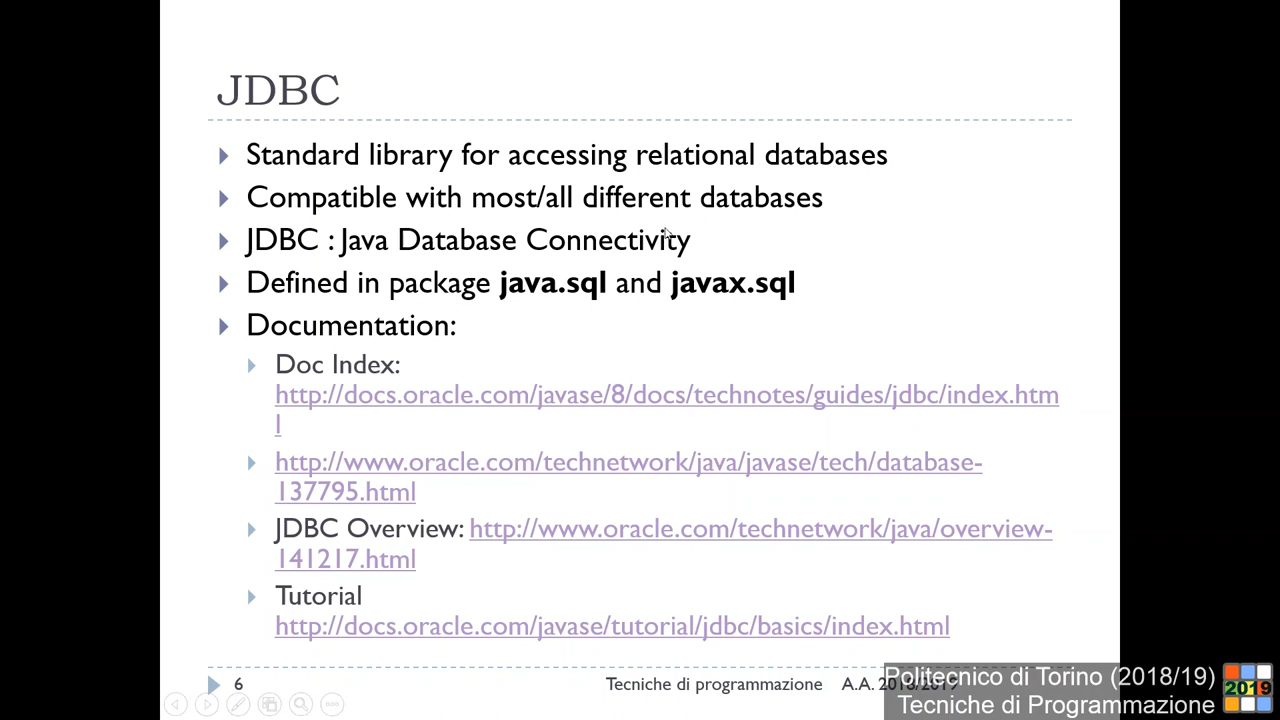 JDBC
Standard library for accessing relational databases
Compatible with most/all different databases
JDBC : Java Database Connectivity
Defined in package java.sql and javax.sql
Documentation:
Doc Index:
http://docs.oracle.com/javase/8/docs/technotes/guides/jdbc/index.htm
l
http://www.oracle.com/technetwork/java/javase/tech/database-
137795.html
JDBC Overview: http://www.oracle.com/technetwork/java/overview-
141217.html
Tutorial
http://docs.oracle.com/javase/tutorial/jdbc/basics/index.html
6 Tecniche di programmazione A.A. 2018/2019
Politecnico di Torino (2018/19)
Tecniche di Programmazione
2019